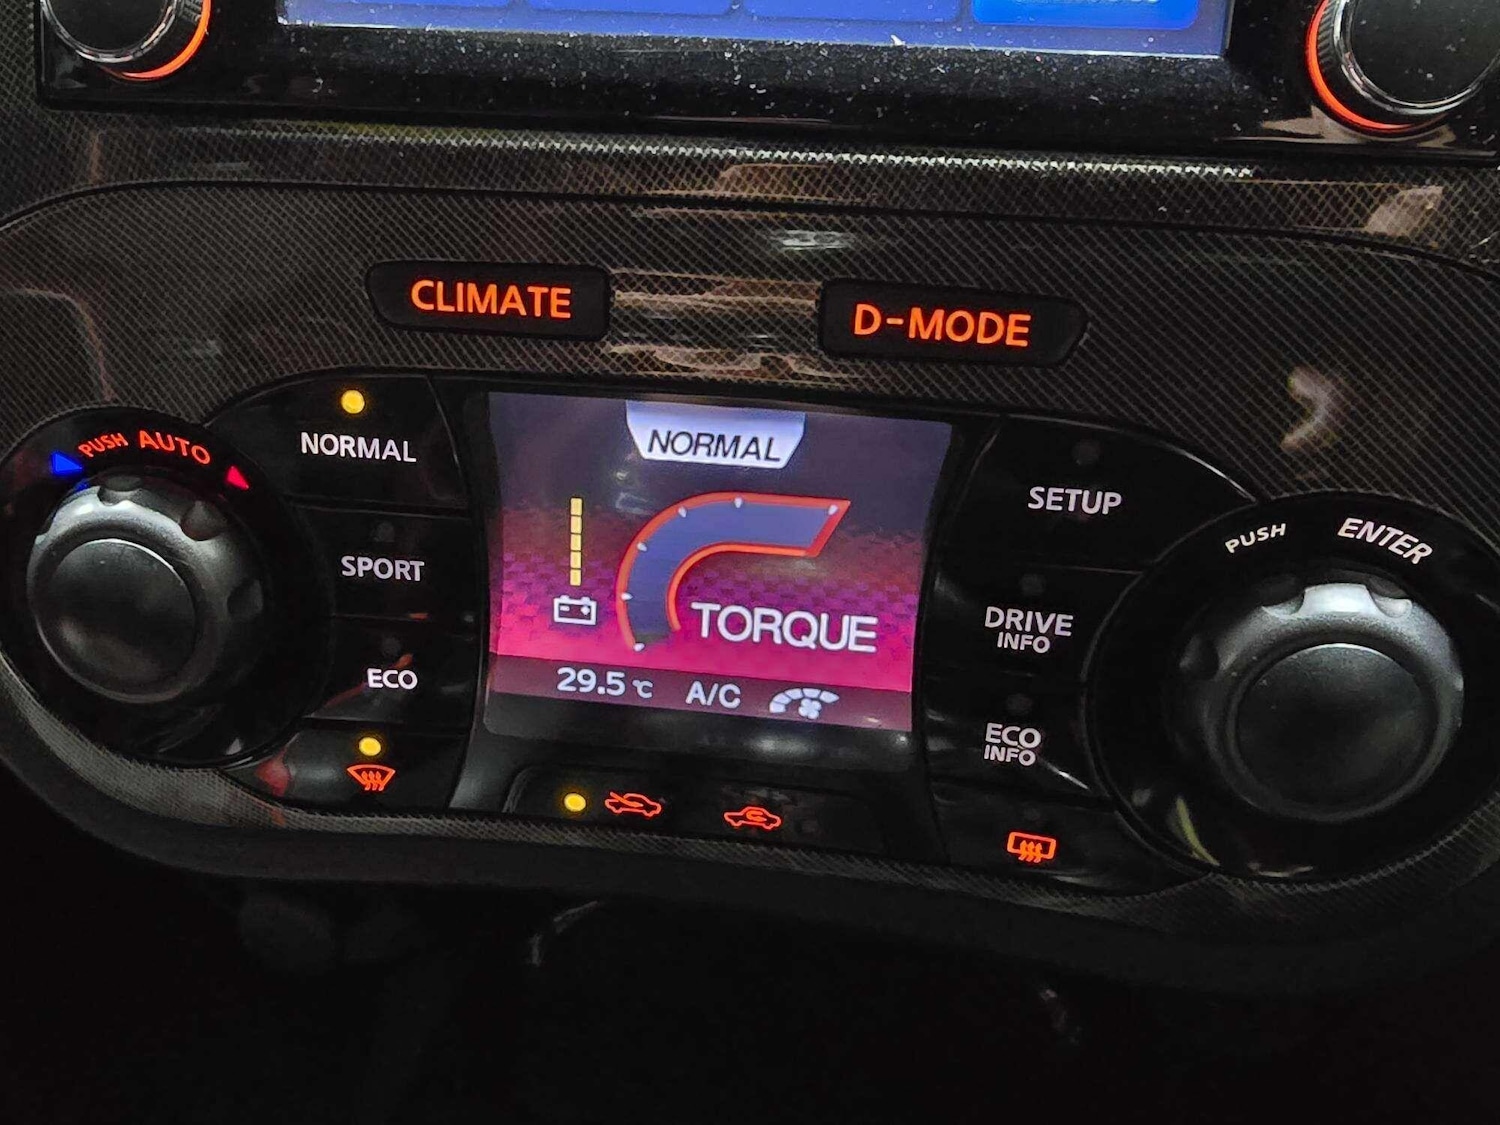 CLIMATE
D-MODE
PUSH AUTO
NORMAL
NORMAL
SETUP
PUSH ENTER
SPORT
DRIVE
INFO
TORQUE
ECO
29.5°C A/C
ECO
INFO